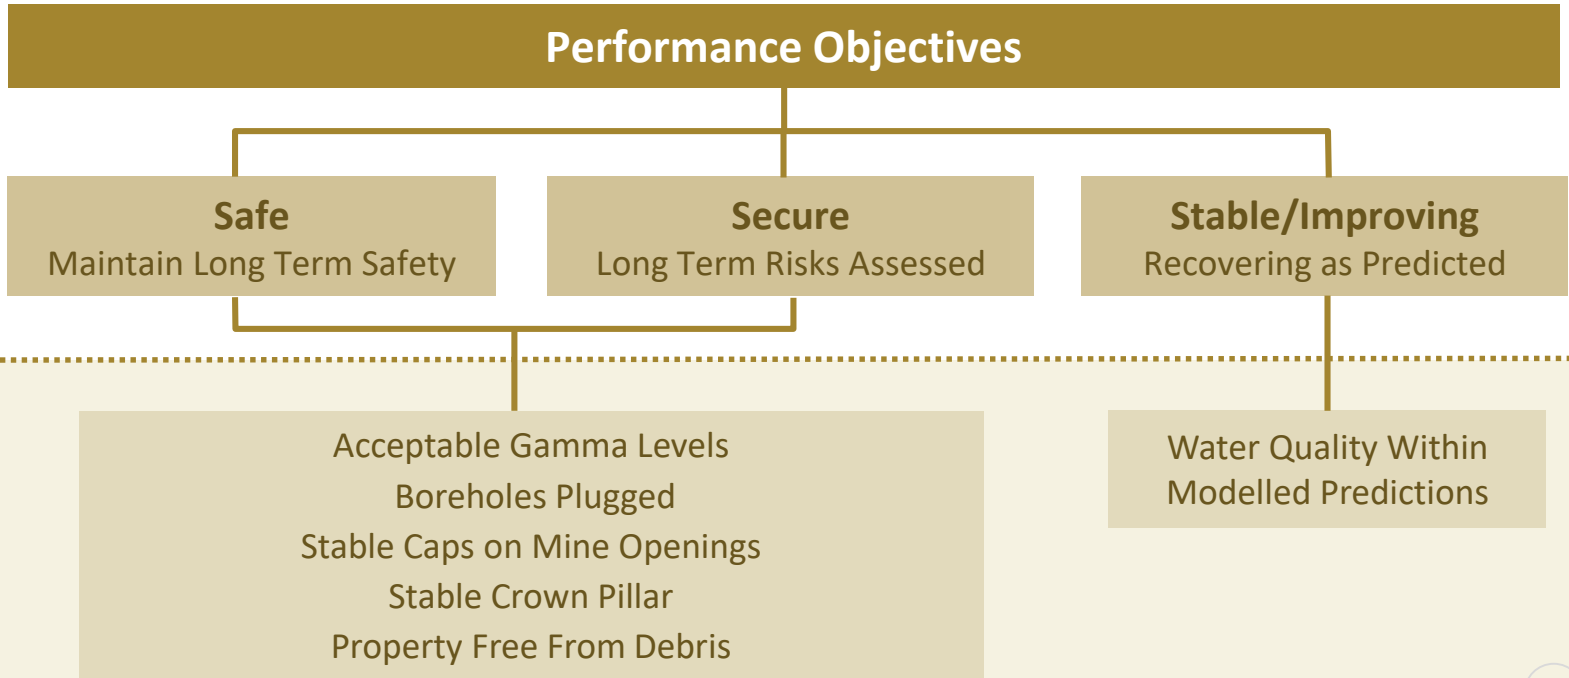 Performance Objectives
Safe
Maintain Long Term Safety
Secure
Long Term Risks Assessed
Stable/Improving
Recovering as Predicted
Acceptable Gamma Levels
Boreholes Plugged
Stable Caps on Mine Openings
Stable Crown Pillar
Property Free From Debris
Water Quality Within
Modelled Predictions